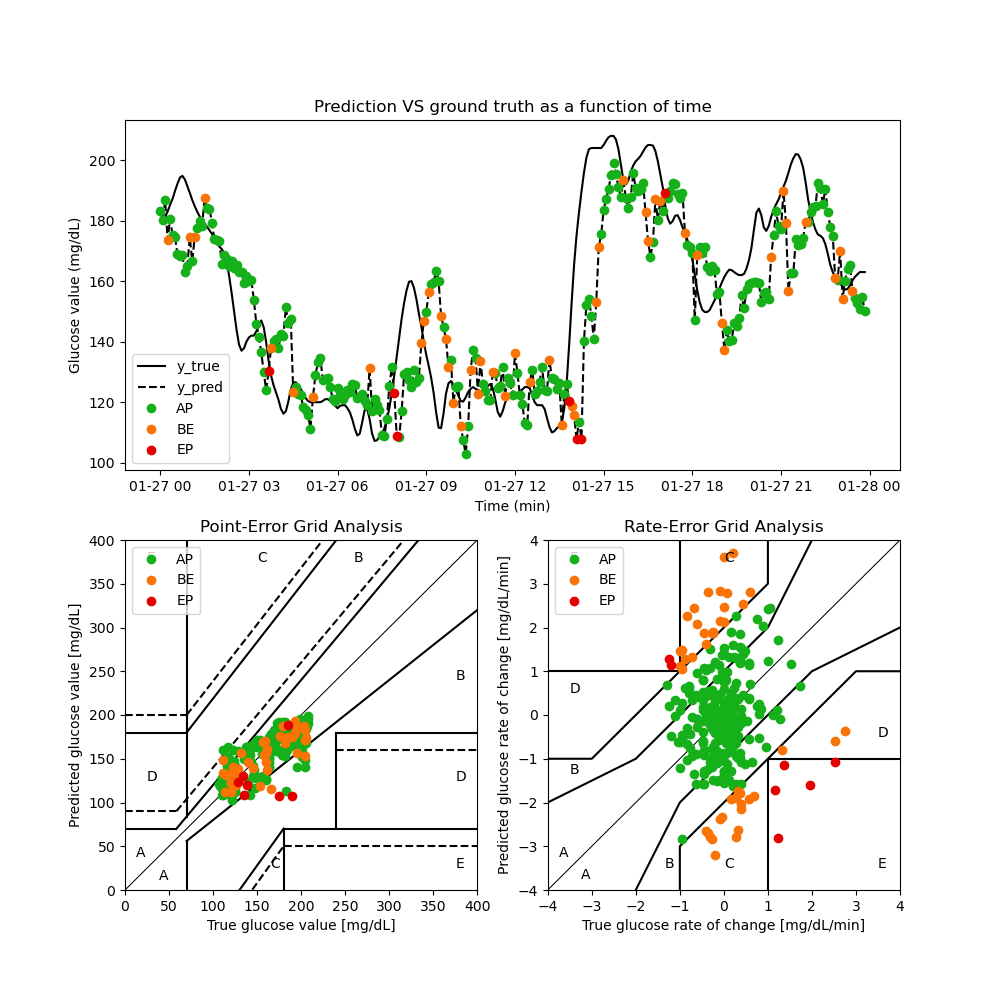 Prediction VS ground truth as a function of time
Glucose value (mg/dL)
200
180
160
140
120
100
y_true
y_pred
AP
BE
EP
01-27 00 01-27 03 01-27 06 01-27 09 01-27 12 01-27 15 01-27 18 01-27 21 01-28 00
Time (min)
Point-Error Grid Analysis
Predicted glucose value [mg/dL]
400
350
300
250
200
150
100
50
0
AP
BE
EP
C B
B
D D
A
A C E
0 50 100 150 200 250 300 350 400
True glucose value [mg/dL]
Rate-Error Grid Analysis
Predicted glucose rate of change [mg/dL/min]
4
3
2
1
0
−1
−2
−3
−4
AP
BE
EP
C
D
D
B
A
A B C E
−4 −3 −2 −1 0 1 2 3 4
True glucose rate of change [mg/dL/min]